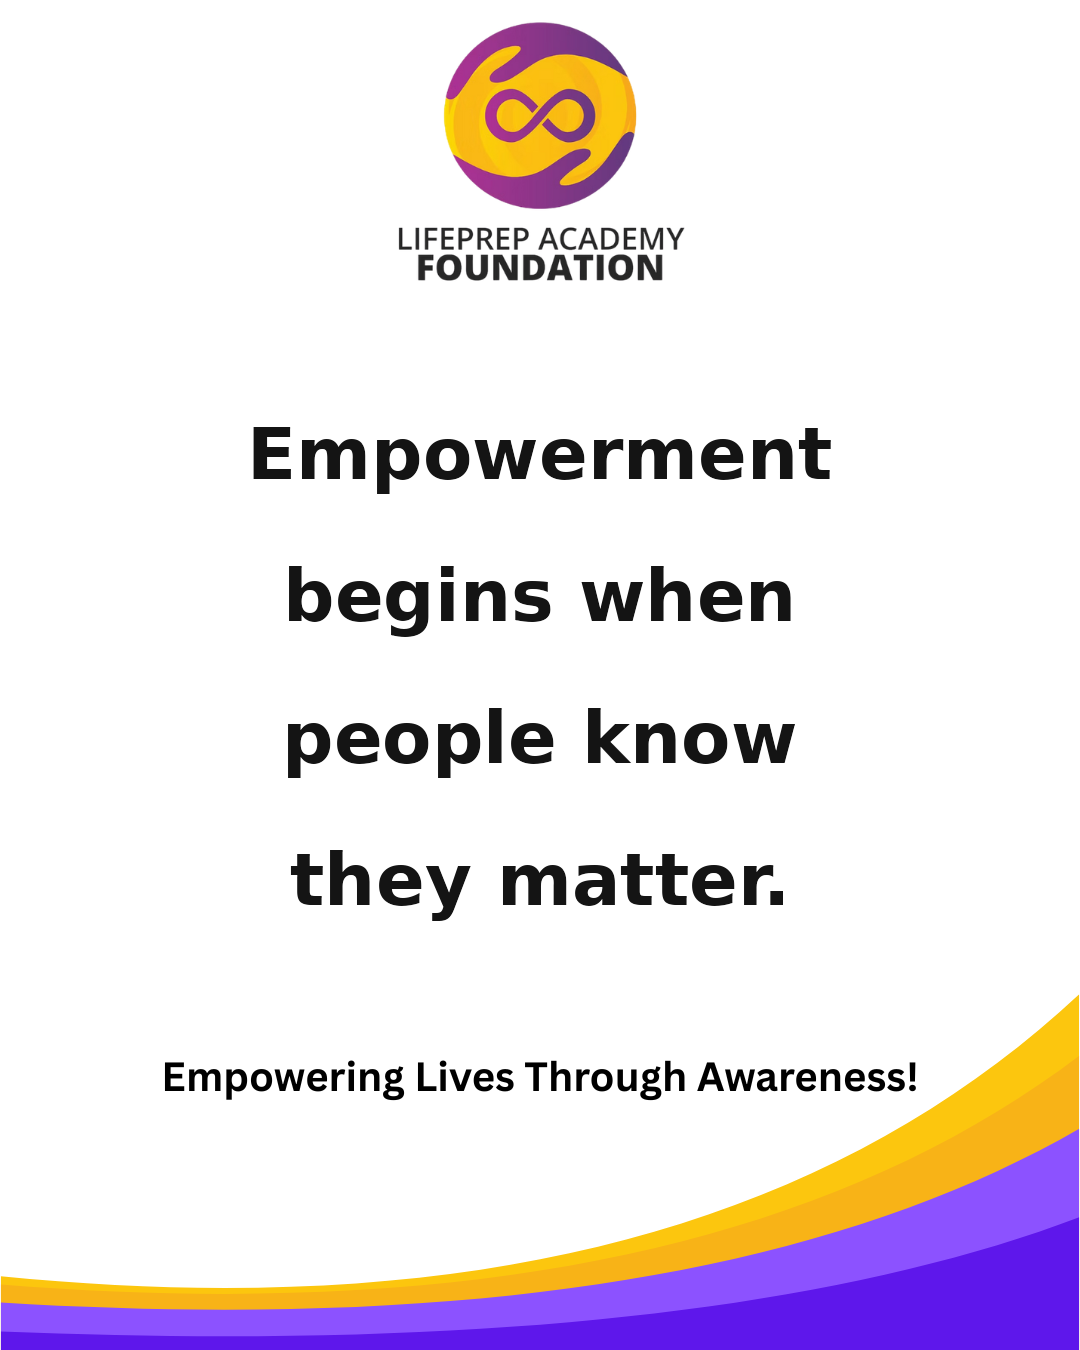 LIFEPREP ACADEMY
FOUNDATION
Empowerment
begins when
people know
they matter.
Empowering Lives Through Awareness!